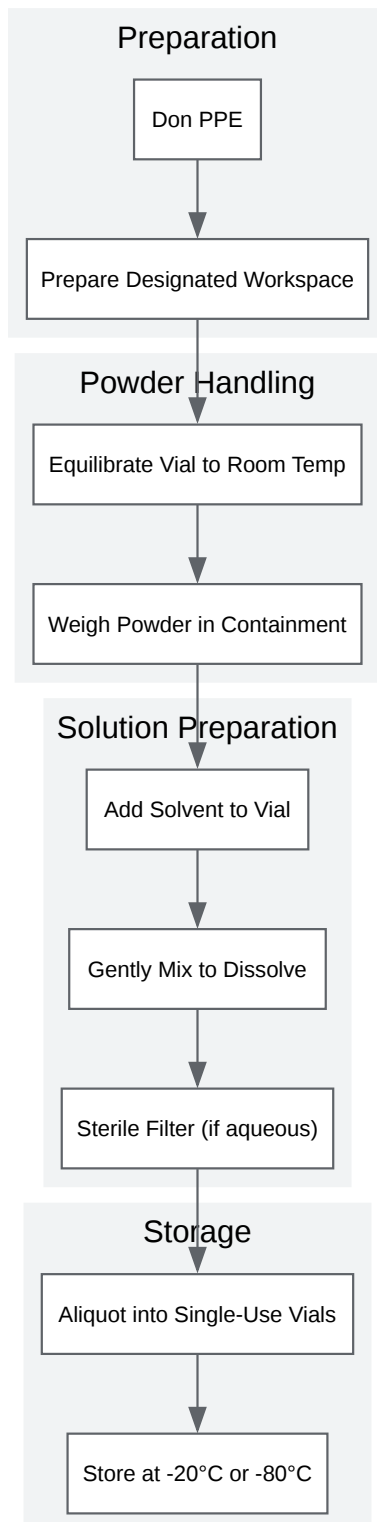 Preparation
Don PPE
Prepare Designated Workspace
Powder Handling
Equilibrate Vial to Room Temp
Weigh Powder in Containment
Solution Preparation
Add Solvent to Vial
Gently Mix to Dissolve
Sterile Filter (if aqueous)
Storage
Aliquot into Single-Use Vials
Store at -20°C or -80°C